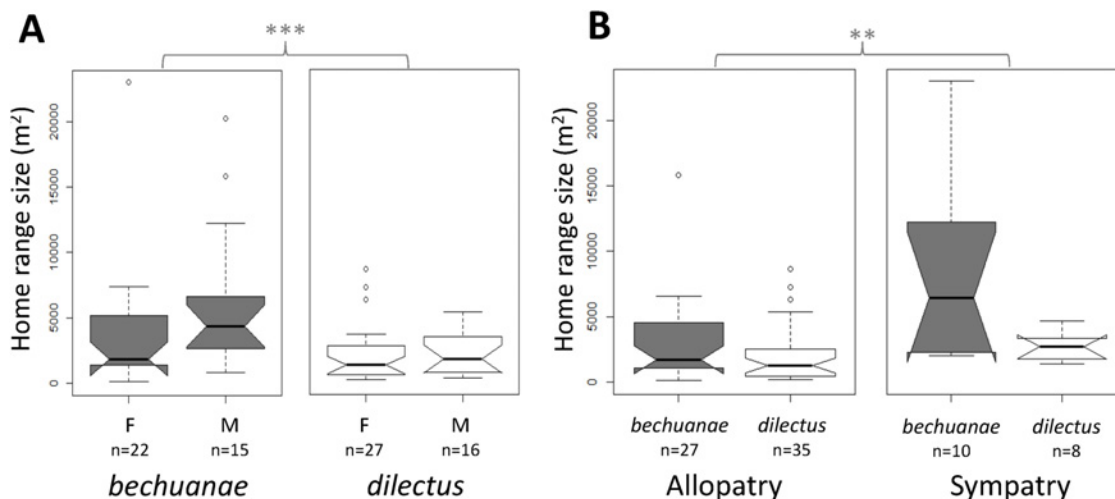 A
***
Home range size (m²)
20000
15000
10000
5000
0
F M F M
n=22 n=15 n=27 n=16
bechuanae dilectus
B
**
Home range size (m²)
20000
15000
10000
5000
0
bechuanae dilectus bechuanae dilectus
n=27 n=35 n=10 n=8
Allopatry Sympatry